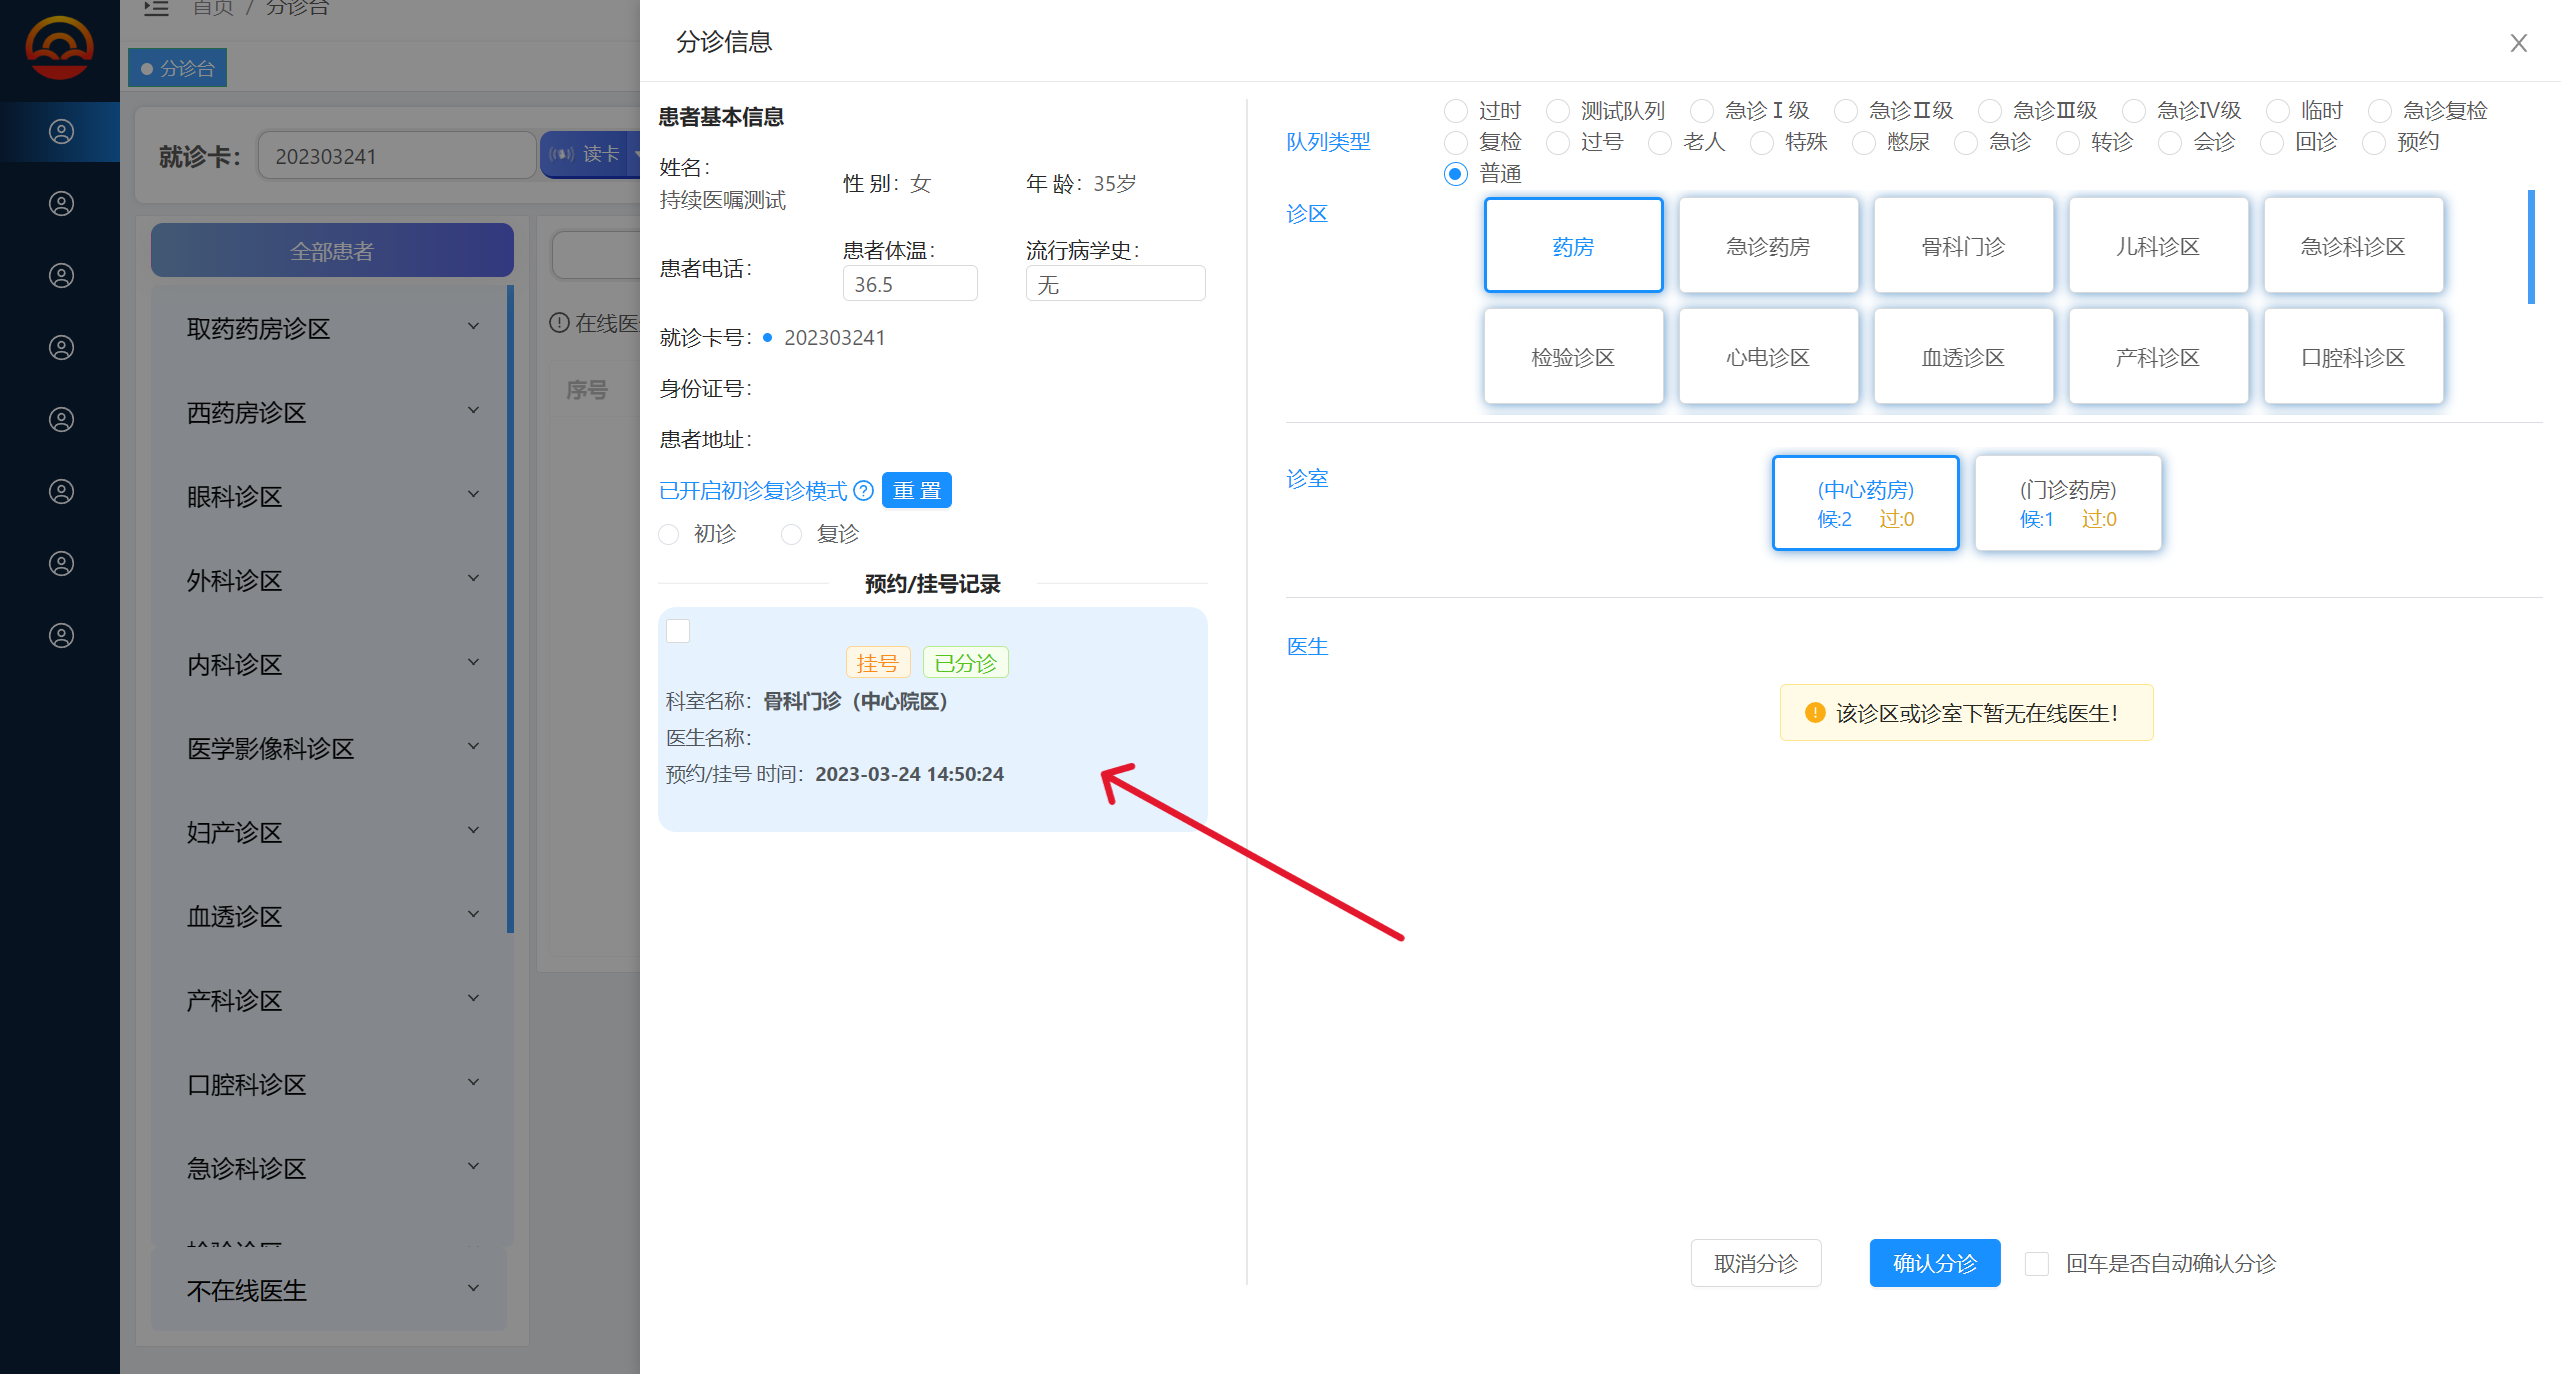 首页 / 分诊台
分诊台
就诊卡：
202303241
读卡
全部患者
取药药房诊区
西药房诊区
眼科诊区
外科诊区
内科诊区
医学影像科诊区
妇产诊区
血透诊区
产科诊区
口腔科诊区
急诊科诊区
不在线医生
在线医
序号
分诊信息
患者基本信息
姓名：
持续医嘱测试
性 别： 女
年 龄： 35岁
患者电话：
患者体温：
36.5
流行病学史：
无
就诊卡号： 202303241
身份证号：
患者地址：
已开启初诊复诊模式 重 置
初诊 复诊
预约/挂号记录
挂号 已分诊
科室名称： 骨科门诊（中心院区）
医生名称：
预约/挂号 时间： 2023-03-24 14:50:24
队列类型
过时 测试队列 急诊Ⅰ级 急诊Ⅱ级 急诊Ⅲ级 急诊Ⅳ级 临时 急诊复检
复检 过号 老人 特殊 憋尿 急诊 转诊 会诊 回诊 预约
普通
诊区
药房 急诊药房 骨科门诊 儿科诊区 急诊科诊区
检验诊区 心电诊区 血透诊区 产科诊区 口腔科诊区
诊室
(中心药房)
候:2 过:0
(门诊药房)
候:1 过:0
医生
该诊区或诊室下暂无在线医生！
取消分诊 确认分诊 回车是否自动确认分诊